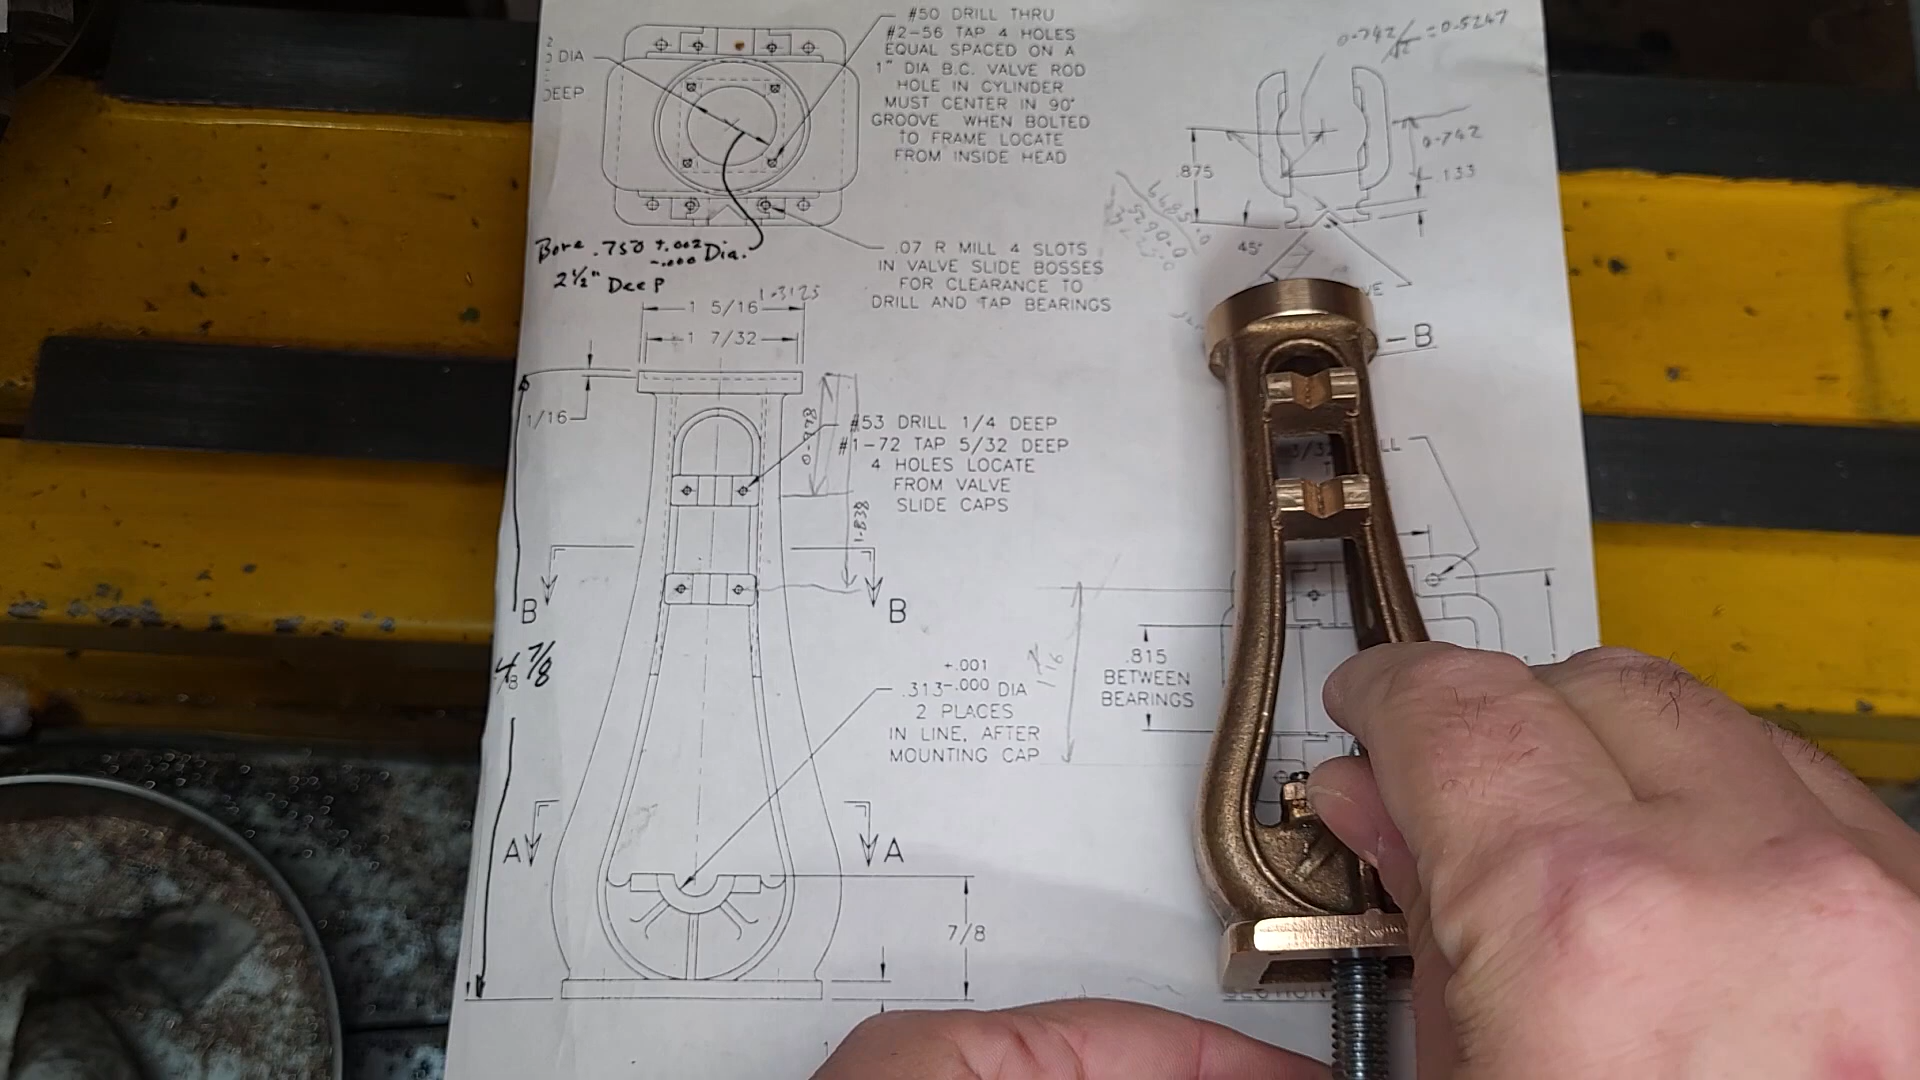 #50 DRILL THRU
#2-56 TAP 4 HOLES
EQUAL SPACED ON A
1" DIA B.C. VALVE ROD
HOLE IN CYLINDER
MUST CENTER IN 90°
GROOVE WHEN BOLTED
TO FRAME LOCATE
FROM INSIDE HEAD
DIA
DEEP
0.742/√2 = 0.5247
0.742
.133
.875
45°
Bore .750 +.002 -.000 Dia.
2 1/2" Deep
.07 R MILL 4 SLOTS
IN VALVE SLIDE BOSSES
FOR CLEARANCE TO
DRILL AND TAP BEARINGS
1 5/16
1.3125
1 7/32
1/16
-B
#53 DRILL 1/4 DEEP
#1-72 TAP 5/32 DEEP
4 HOLES LOCATE
FROM VALVE
SLIDE CAPS
1.838
B
B
4 7/8
+.001
.313-.000 DIA
2 PLACES
IN LINE, AFTER
MOUNTING CAP
.815
BETWEEN
BEARINGS
A
A
7/8